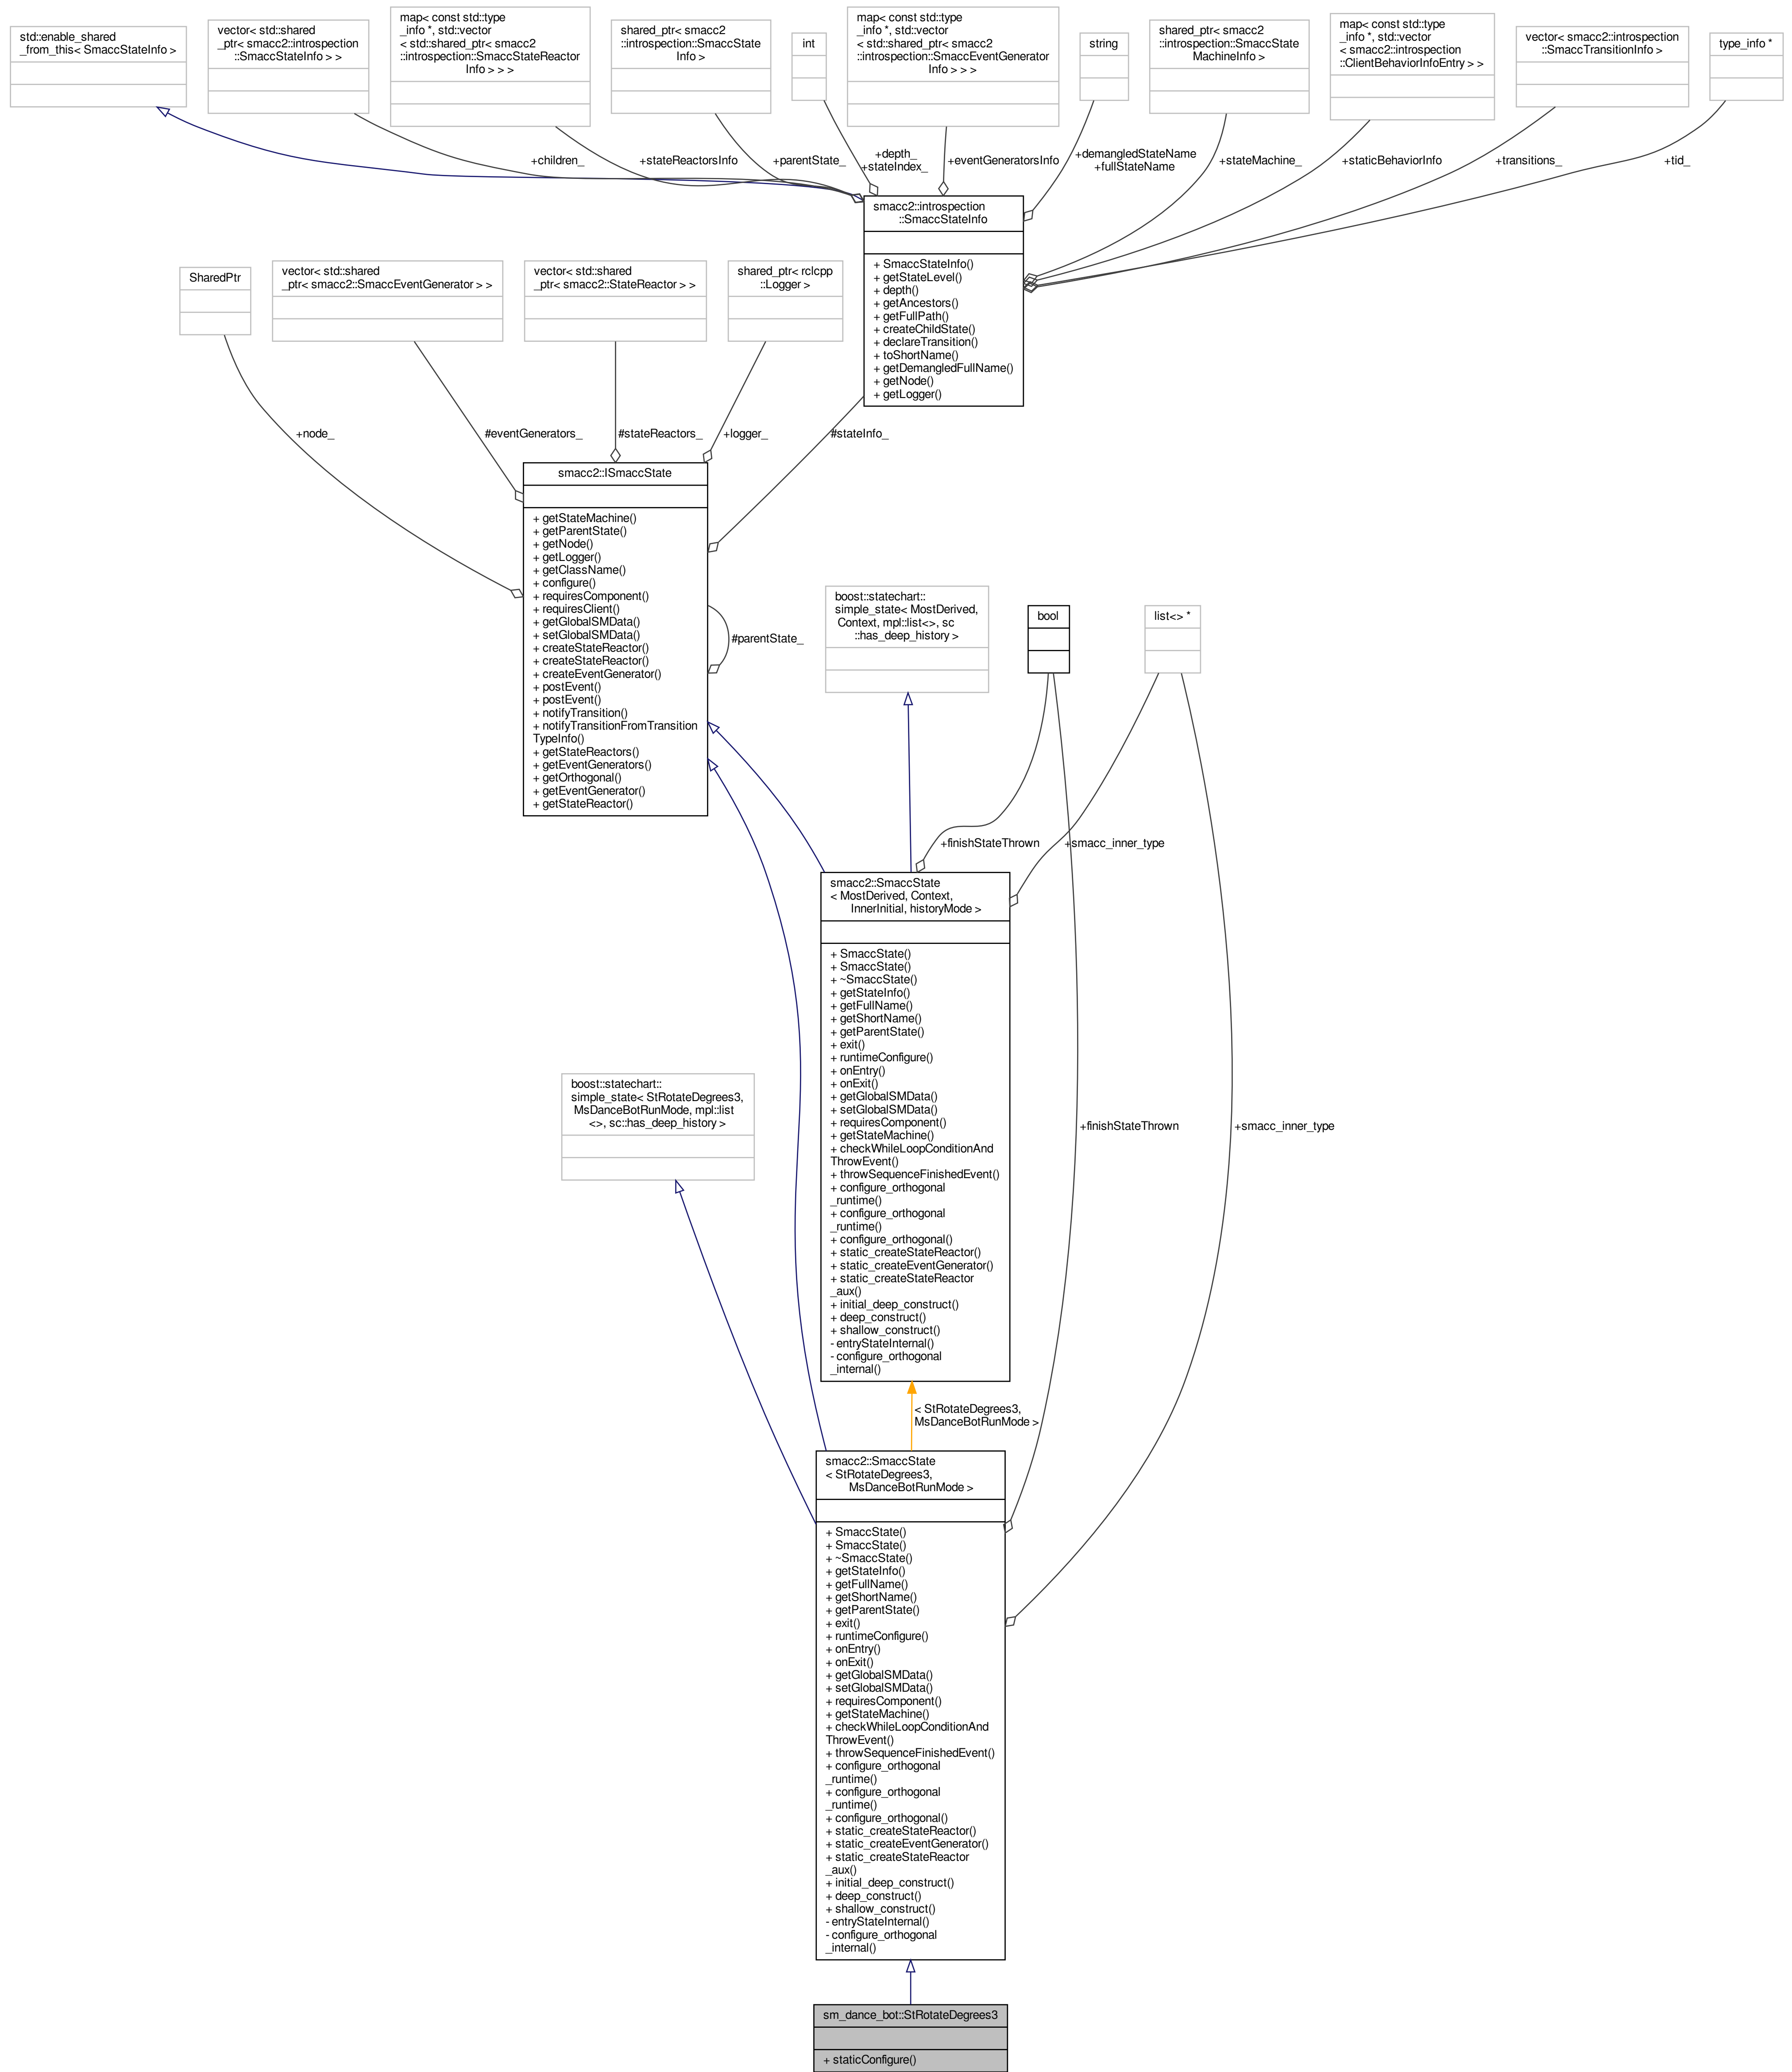 std::enable_shared
_from_this< SmaccStateInfo >
vector< std::shared
_ptr< smacc2::introspection
::SmaccStateInfo > >
map< const std::type
_info *, std::vector
< std::shared_ptr< smacc2
::introspection::SmaccStateReactor
Info > > >
shared_ptr< smacc2
::introspection::SmaccState
Info >
int
map< const std::type
_info *, std::vector
< std::shared_ptr< smacc2
::introspection::SmaccEventGenerator
Info > > >
string
shared_ptr< smacc2
::introspection::SmaccState
MachineInfo >
map< const std::type
_info *, std::vector
< smacc2::introspection
::ClientBehaviorInfoEntry > >
vector< smacc2::introspection
::SmaccTransitionInfo >
type_info *
+children_
+stateReactorsInfo
+parentState_
+depth_
+stateIndex_
+eventGeneratorsInfo
+demangledStateName
+fullStateName
+stateMachine_
+staticBehaviorInfo
+transitions_
+tid_
smacc2::introspection
::SmaccStateInfo
+ SmaccStateInfo()
+ getStateLevel()
+ depth()
+ getAncestors()
+ getFullPath()
+ createChildState()
+ declareTransition()
+ toShortName()
+ getDemangledFullName()
+ getNode()
+ getLogger()
SharedPtr
vector< std::shared
_ptr< smacc2::SmaccEventGenerator > >
vector< std::shared
_ptr< smacc2::StateReactor > >
shared_ptr< rclcpp
::Logger >
+node_
#eventGenerators_
#stateReactors_
+logger_
#stateInfo_
smacc2::ISmaccState
+ getStateMachine()
+ getParentState()
+ getNode()
+ getLogger()
+ getClassName()
+ configure()
+ requiresComponent()
+ requiresClient()
+ getGlobalSMData()
+ setGlobalSMData()
+ createStateReactor()
+ createStateReactor()
+ createEventGenerator()
+ postEvent()
+ postEvent()
+ notifyTransition()
+ notifyTransitionFromTransition
TypeInfo()
+ getStateReactors()
+ getEventGenerators()
+ getOrthogonal()
+ getEventGenerator()
+ getStateReactor()
#parentState_
boost::statechart::
simple_state< MostDerived,
Context, mpl::list<>, sc
::has_deep_history >
bool
list<> *
+finishStateThrown
+smacc_inner_type
smacc2::SmaccState
< MostDerived, Context,
InnerInitial, historyMode >
+ SmaccState()
+ SmaccState()
+ ~SmaccState()
+ getStateInfo()
+ getFullName()
+ getShortName()
+ getParentState()
+ exit()
+ runtimeConfigure()
+ onEntry()
+ onExit()
+ getGlobalSMData()
+ setGlobalSMData()
+ requiresComponent()
+ getStateMachine()
+ checkWhileLoopConditionAnd
ThrowEvent()
+ throwSequenceFinishedEvent()
+ configure_orthogonal
_runtime()
+ configure_orthogonal
_runtime()
+ configure_orthogonal()
+ static_createStateReactor()
+ static_createEventGenerator()
+ static_createStateReactor
_aux()
+ initial_deep_construct()
+ deep_construct()
+ shallow_construct()
- entryStateInternal()
- configure_orthogonal
_internal()
boost::statechart::
simple_state< StRotateDegrees3,
MsDanceBotRunMode, mpl::list
<>, sc::has_deep_history >
+finishStateThrown
+smacc_inner_type
< StRotateDegrees3,
MsDanceBotRunMode >
smacc2::SmaccState
< StRotateDegrees3,
MsDanceBotRunMode >
+ SmaccState()
+ SmaccState()
+ ~SmaccState()
+ getStateInfo()
+ getFullName()
+ getShortName()
+ getParentState()
+ exit()
+ runtimeConfigure()
+ onEntry()
+ onExit()
+ getGlobalSMData()
+ setGlobalSMData()
+ requiresComponent()
+ getStateMachine()
+ checkWhileLoopConditionAnd
ThrowEvent()
+ throwSequenceFinishedEvent()
+ configure_orthogonal
_runtime()
+ configure_orthogonal
_runtime()
+ configure_orthogonal()
+ static_createStateReactor()
+ static_createEventGenerator()
+ static_createStateReactor
_aux()
+ initial_deep_construct()
+ deep_construct()
+ shallow_construct()
- entryStateInternal()
- configure_orthogonal
_internal()
sm_dance_bot::StRotateDegrees3
+ staticConfigure()